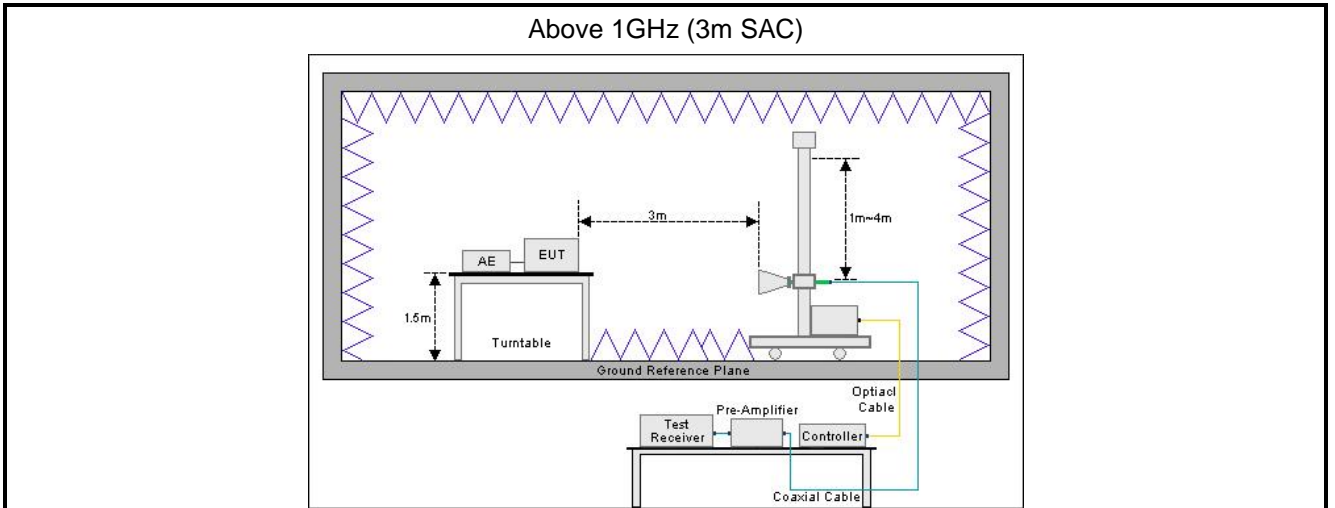 Above 1GHz (3m SAC)
3m
1m~4m
AE
EUT
1.5m
Turntable
Ground Reference Plane
Optiacl
Cable
Pre-Amplifier
Test
Receiver
Controller
Coaxial Cable